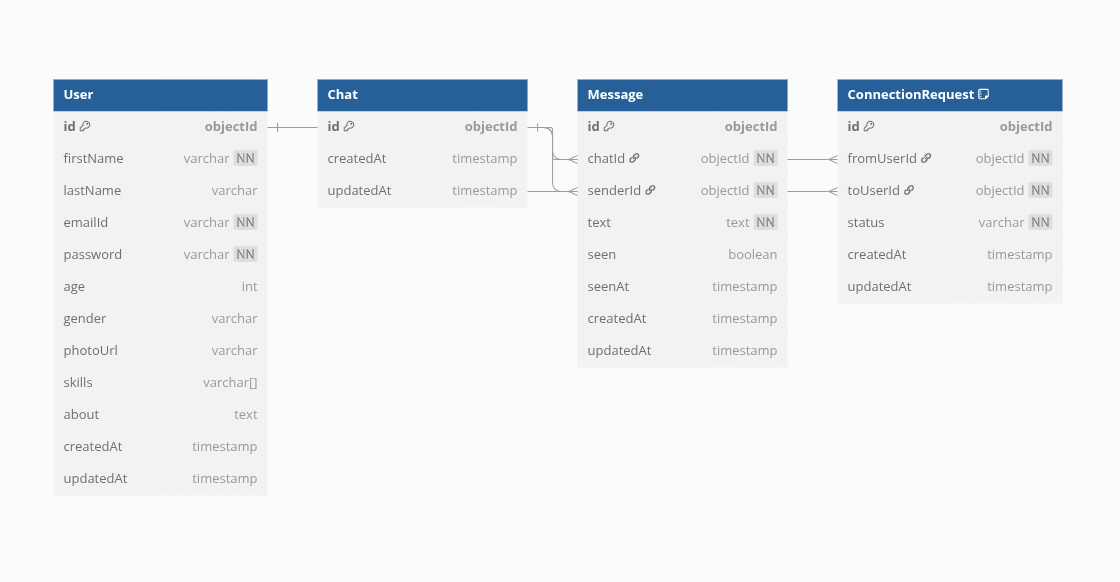 User
id objectId
firstName varchar NN
lastName varchar
emailId varchar NN
password varchar NN
age int
gender varchar
photoUrl varchar
skills varchar[]
about text
createdAt timestamp
updatedAt timestamp
Chat
id objectId
createdAt timestamp
updatedAt timestamp
Message
id objectId
chatId objectId NN
senderId objectId NN
text text NN
seen boolean
seenAt timestamp
createdAt timestamp
updatedAt timestamp
ConnectionRequest
id objectId
fromUserId objectId NN
toUserId objectId NN
status varchar NN
createdAt timestamp
updatedAt timestamp